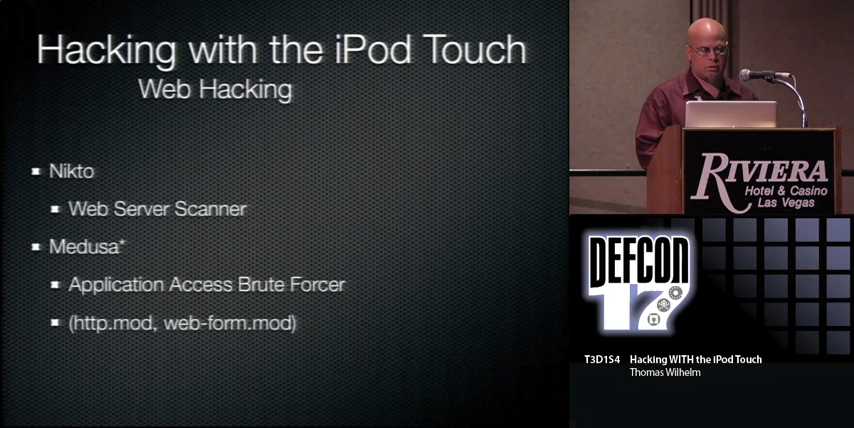 Hacking with the iPod Touch
Web Hacking
Nikto
Web Server Scanner
Medusa*
Application Access Brute Forcer
(http.mod, web-form.mod)
RIVIERA
Hotel & Casino
Las Vegas
DEFCON
17
T3D1S4 Hacking WITH the iPod Touch
Thomas Wilhelm